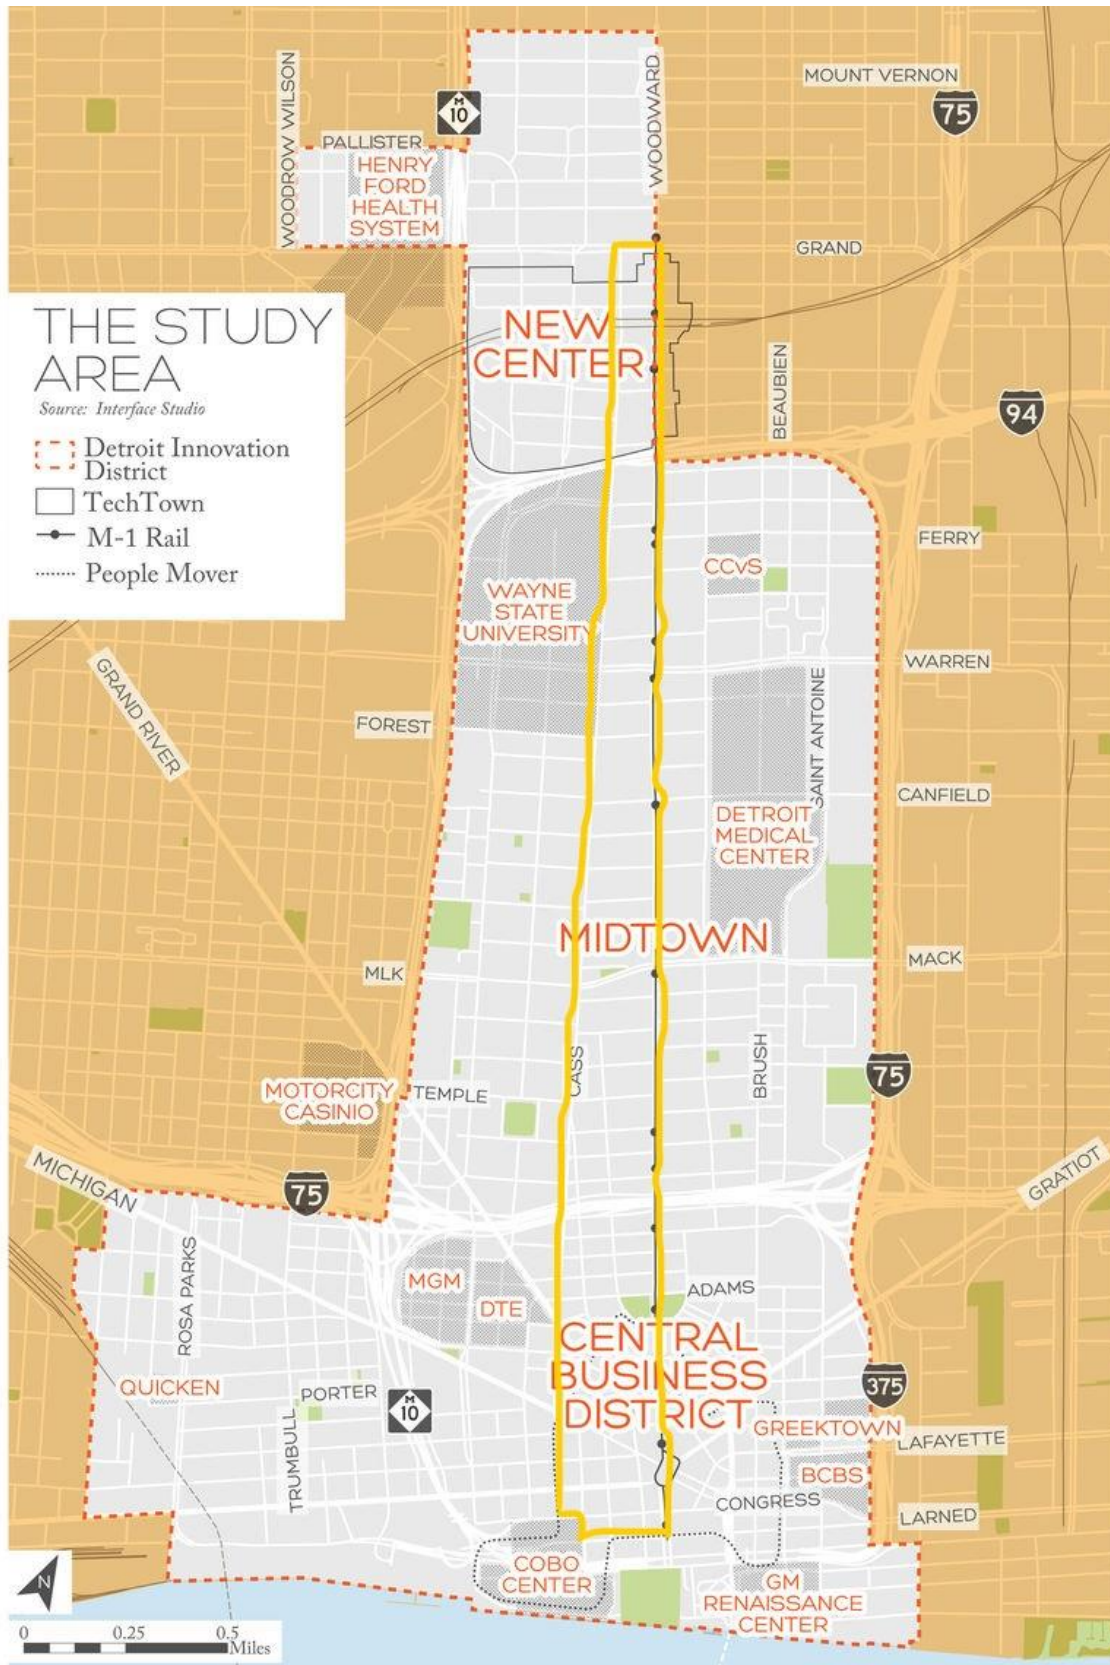 MOUNT VERNON
75
WOODROW WILSON
M
10
WOODWARD
PALLISTER
HENRY
FORD
HEALTH
SYSTEM
GRAND
THE STUDY
AREA
Source: Interface Studio
Detroit Innovation
District
TechTown
M-1 Rail
People Mover
NEW
CENTER
BEAUBIEN
94
FERRY
CCVS
WAYNE
STATE
UNIVERSITY
WARREN
GRAND RIVER
FOREST
SAINT ANTOINE
CANFIELD
DETROIT
MEDICAL
CENTER
MIDTOWN
MACK
MLK
CASS
BRUSH
75
MOTORCITY
CASINIO
TEMPLE
MICHIGAN
75
GRATIOT
ROSA PARKS
MGM
DTE
ADAMS
CENTRAL
BUSINESS
DISTRICT
QUICKEN
PORTER
M
10
375
TRUMBULL
GREEKTOWN
LAFAYETTE
BCBS
CONGRESS
LARNED
COBO
CENTER
GM
RENAISSANCE
CENTER
N
0 0.25 0.5
Miles